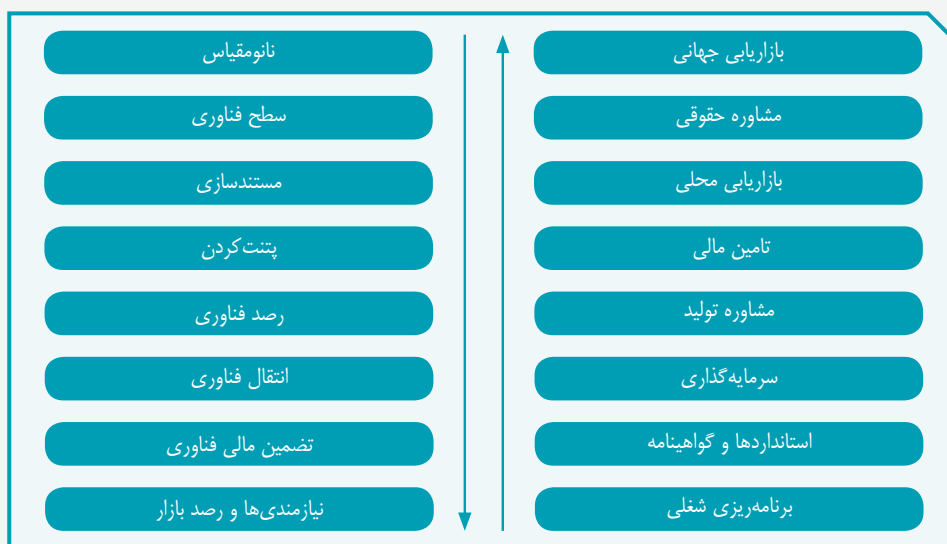 بازاریابی جهانی
مشاوره حقوقی
بازاریابی محلی
تامین مالی
مشاوره تولید
سرمایه‌گذاری
استانداردها و گواهینامه
برنامه‌ریزی شغلی
نانومقیاس
سطح فناوری
مستندسازی
پتنت‌کردن
رصد فناوری
انتقال فناوری
تضمین مالی فناوری
نیازمندی‌ها و رصد بازار